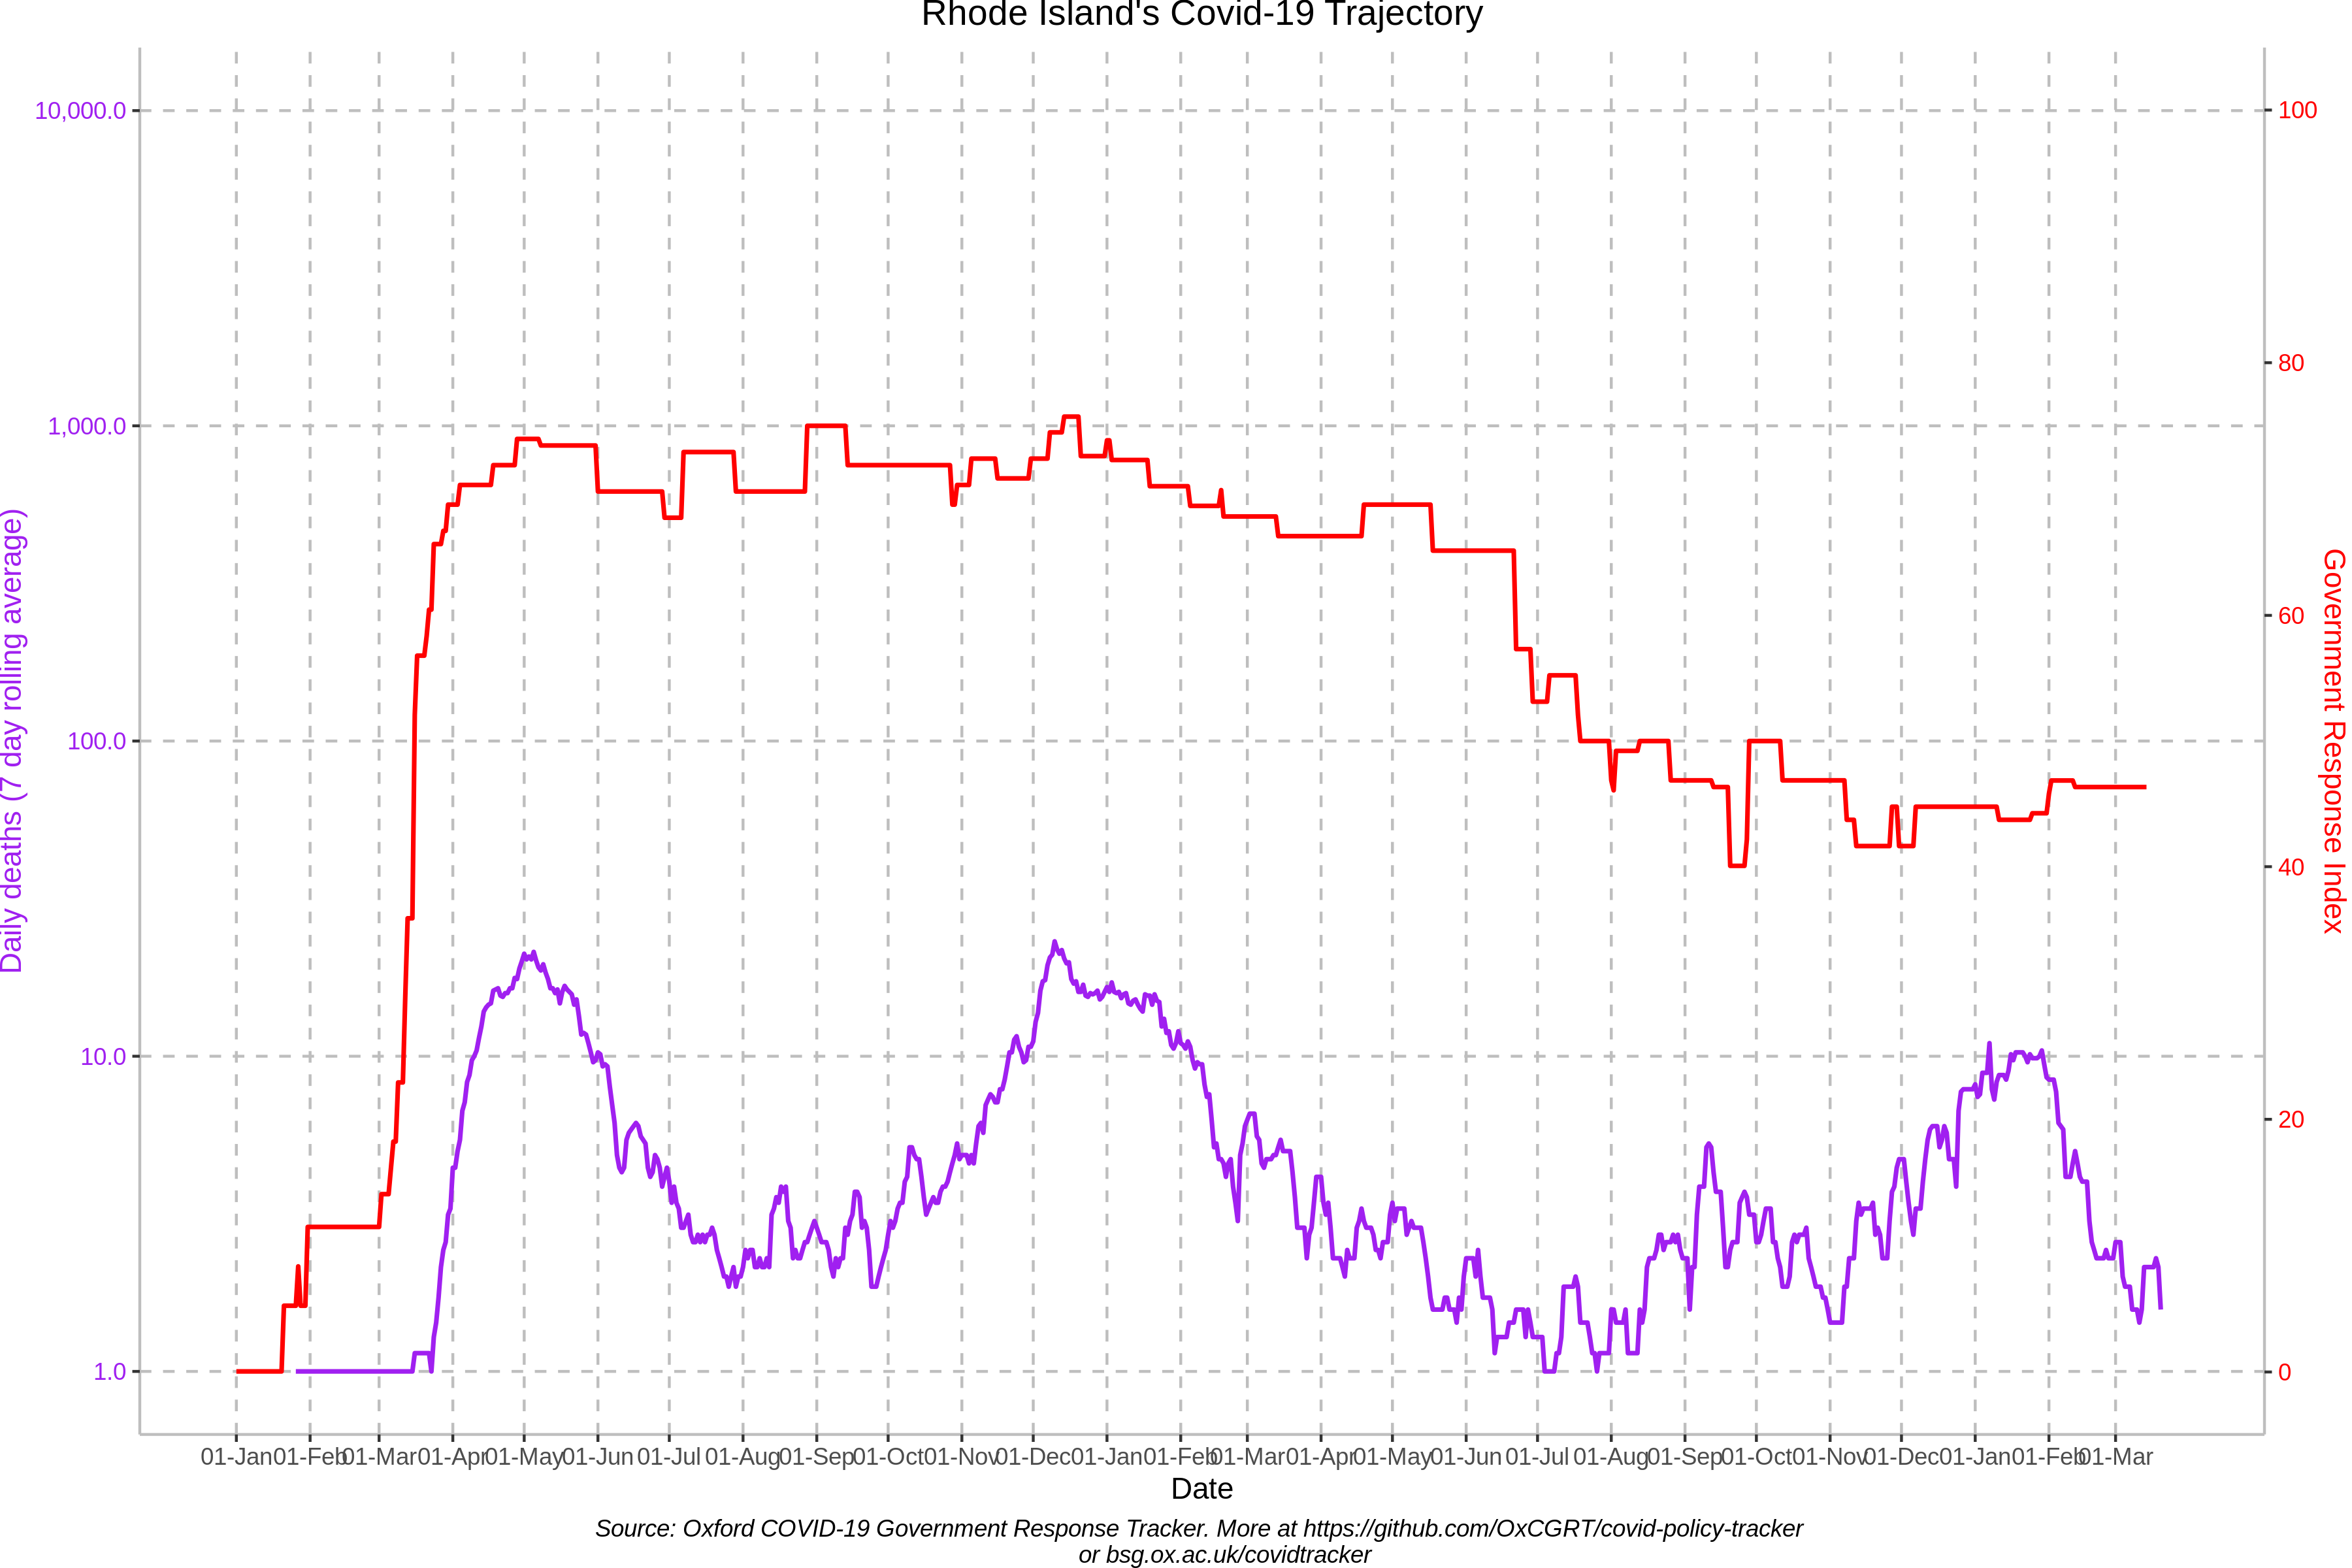 Rhode Island's Covid-19 Trajectory
10,000.0
1,000.0
100.0
10.0
1.0
Daily deaths (7 day rolling average)
100
80
60
40
20
0
Government Response Index
01-Jan 01-Feb 01-Mar 01-Apr 01-May 01-Jun 01-Jul 01-Aug 01-Sep 01-Oct 01-Nov 01-Dec 01-Jan 01-Feb 01-Mar 01-Apr 01-May 01-Jun 01-Jul 01-Aug 01-Sep 01-Oct 01-Nov 01-Dec 01-Jan 01-Feb 01-Mar
Date
Source: Oxford COVID-19 Government Response Tracker. More at https://github.com/OxCGRT/covid-policy-tracker
or bsg.ox.ac.uk/covidtracker